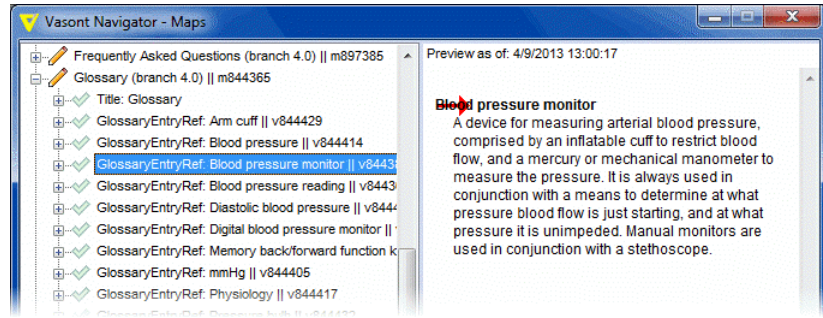 Vasont Navigator - Maps
Frequently Asked Questions (branch 4.0) || m897385
Glossary (branch 4.0) || m844365
Title: Glossary
GlossaryEntryRef: Arm cuff || v844429
GlossaryEntryRef: Blood pressure || v844414
GlossaryEntryRef: Blood pressure monitor || v8443
GlossaryEntryRef: Blood pressure reading || v8443
GlossaryEntryRef: Diastolic blood pressure || v8444
GlossaryEntryRef: Digital blood pressure monitor ||
GlossaryEntryRef: Memory back/forward function k
GlossaryEntryRef: mmHg || v844405
GlossaryEntryRef: Physiology || v844417
GlossaryEntryRef: Pressure bulb || v844432
Preview as of: 4/9/2013 13:00:17
Blood pressure monitor
A device for measuring arterial blood pressure,
comprised by an inflatable cuff to restrict blood
flow, and a mercury or mechanical manometer to
measure the pressure. It is always used in
conjunction with a means to determine at what
pressure blood flow is just starting, and at what
pressure it is unimpeded. Manual monitors are
used in conjunction with a stethoscope.